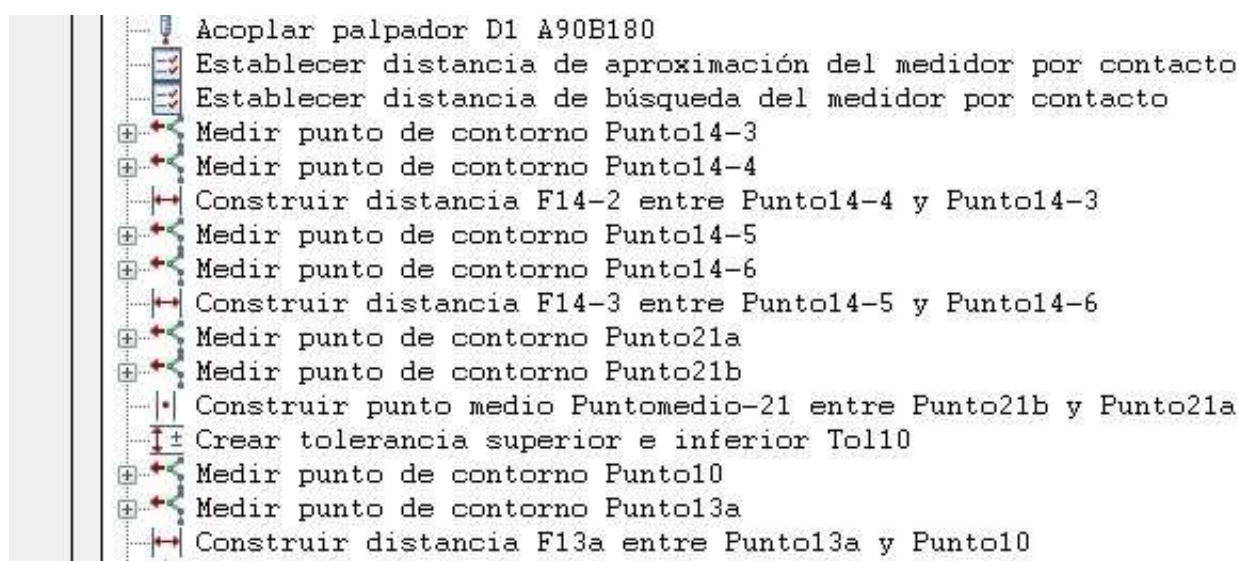 Acoplar palpador D1 A90B180
Establecer distancia de aproximación del medidor por contacto
Establecer distancia de búsqueda del medidor por contacto
Medir punto de contorno Punto14-3
Medir punto de contorno Punto14-4
Construir distancia F14-2 entre Punto14-4 y Punto14-3
Medir punto de contorno Punto14-5
Medir punto de contorno Punto14-6
Construir distancia F14-3 entre Punto14-5 y Punto14-6
Medir punto de contorno Punto21a
Medir punto de contorno Punto21b
Construir punto medio Puntomedio-21 entre Punto21b y Punto21a
Crear tolerancia superior e inferior Tol10
Medir punto de contorno Punto10
Medir punto de contorno Punto13a
Construir distancia F13a entre Punto13a y Punto10